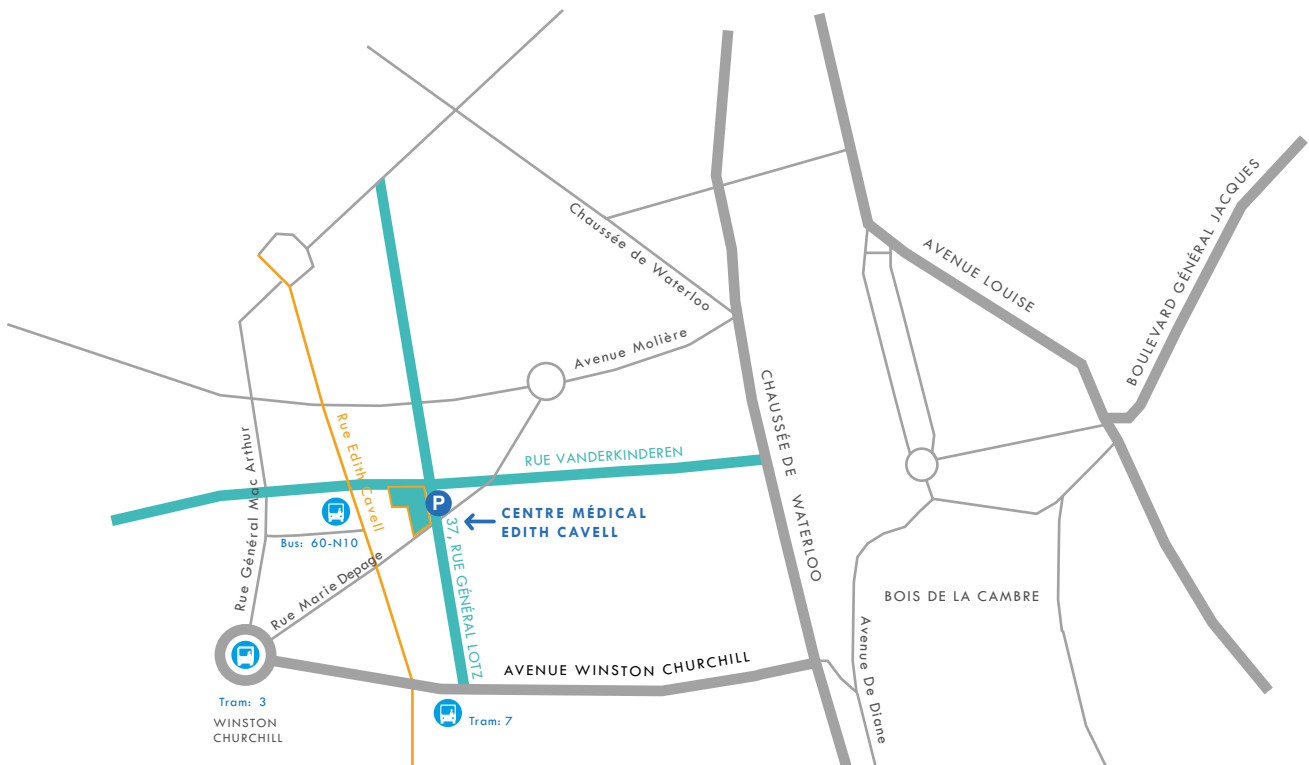 Chaussée de Waterloo
AVENUE LOUISE
BOULEVARD GÉNÉRAL JACQUES
Avenue Molière
CHAUSSÉE DE WATERLOO
Rue Edith Cavell
RUE VANDERKINDEREN
Rue Général Mac Arthur
P
CENTRE MÉDICAL
EDITH CAVELL
37, RUE GÉNÉRAL LOTZ
Bus: 60-N10
Rue Marie Depage
BOIS DE LA CAMBRE
Avenue De Diane
AVENUE WINSTON CHURCHILL
Tram: 3
WINSTON
CHURCHILL
Tram: 7